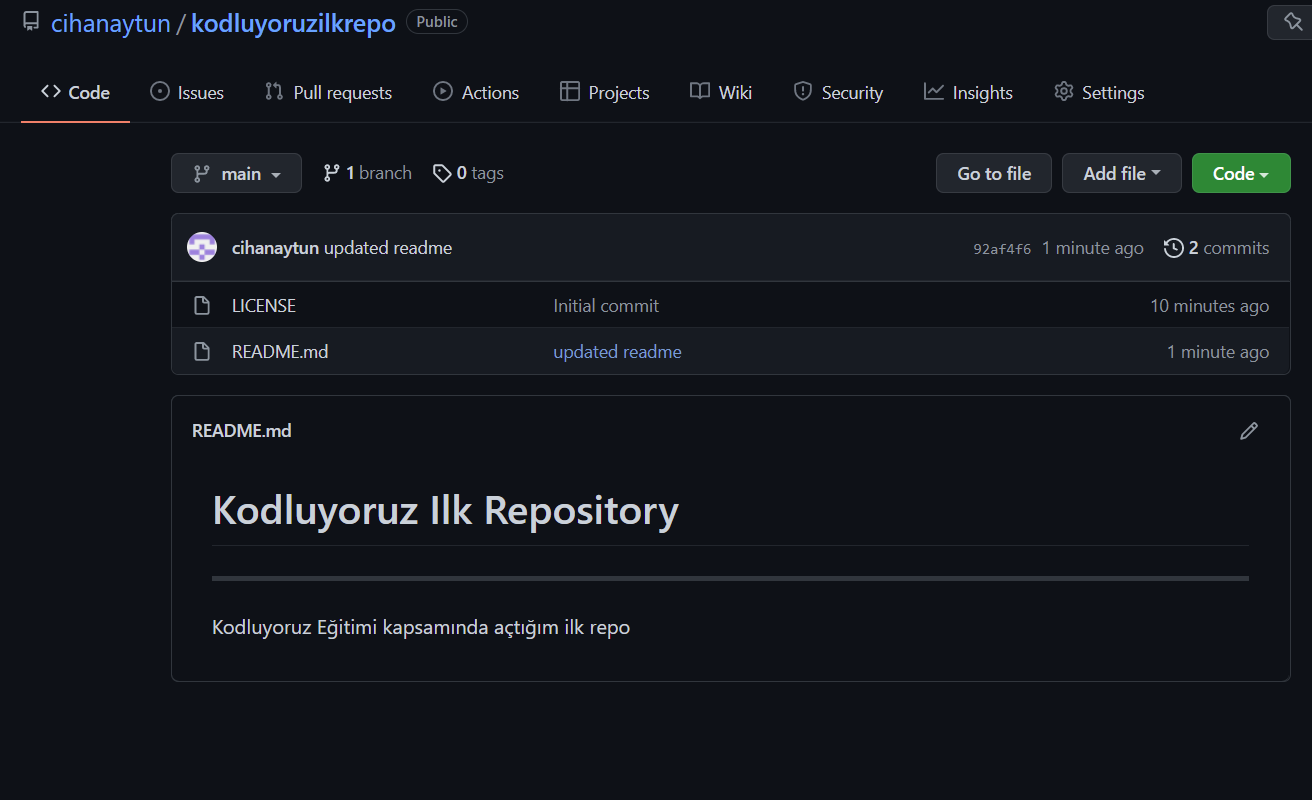 cihanaytun / kodluyoruzilkrepo Public
Code Issues Pull requests Actions Projects Wiki Security Insights Settings
main 1 branch 0 tags Go to file Add file Code
cihanaytun updated readme 92af4f6 1 minute ago 2 commits
LICENSE Initial commit 10 minutes ago
README.md updated readme 1 minute ago
README.md
Kodluyoruz Ilk Repository
Kodluyoruz Eğitimi kapsamında açtığım ilk repo